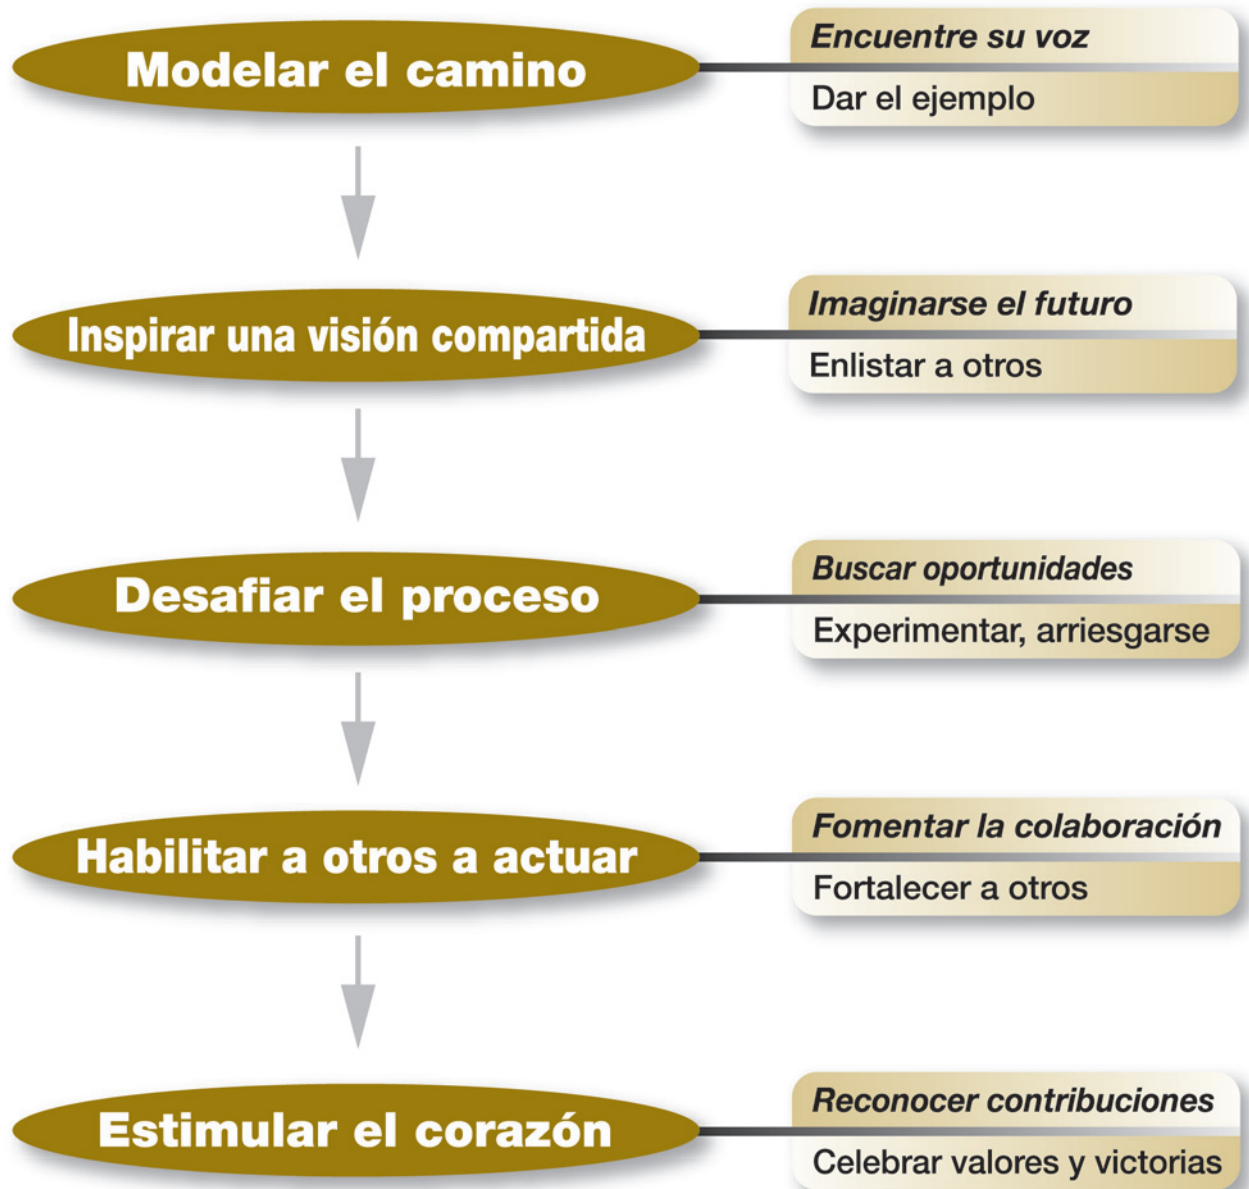 Modelar el camino
Encuentre su voz
Dar el ejemplo
Inspirar una visión compartida
Imaginarse el futuro
Enlistar a otros
Desafiar el proceso
Buscar oportunidades
Experimentar, arriesgarse
Habilitar a otros a actuar
Fomentar la colaboración
Fortalecer a otros
Estimular el corazón
Reconocer contribuciones
Celebrar valores y victorias